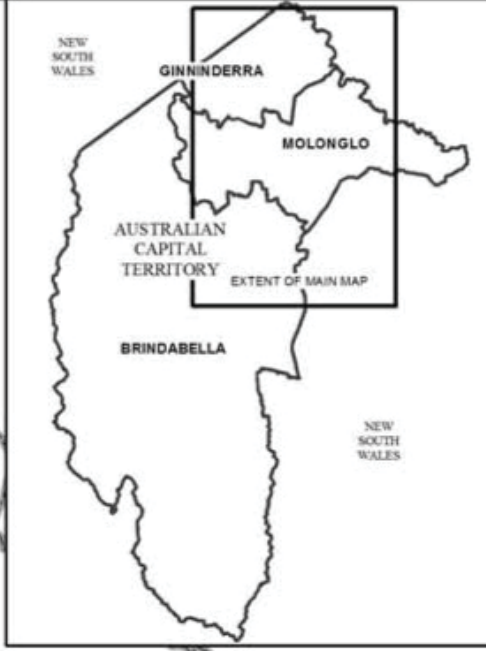 NEW
SOUTH
WALES
GINNINDERRA
MOLONGLO
AUSTRALIAN
CAPITAL
TERRITORY
EXTENT OF MAIN MAP
BRINDABELLA
NEW
SOUTH
WALES